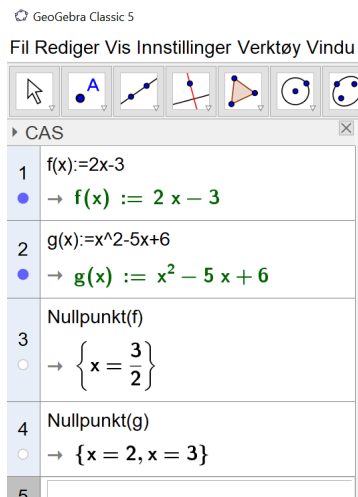 GeoGebra Classic 5
Fil Rediger Vis Innstillinger Verktøy Vindu
A
CAS
1
f(x):=2x-3
→ f(x) := 2 x − 3
2
g(x):=x^2-5x+6
→ g(x) := x² − 5 x + 6
3
Nullpunkt(f)
→ {x = 3/2}
4
Nullpunkt(g)
→ {x = 2, x = 3}
5